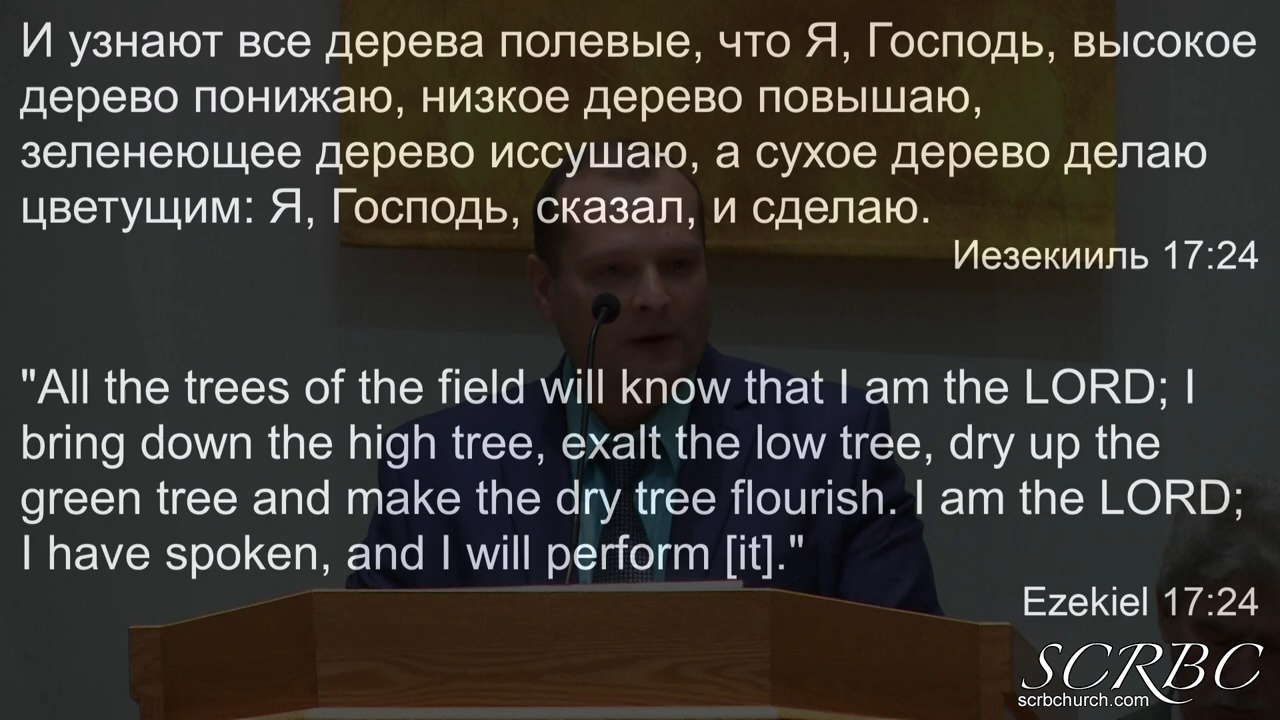 И узнают все дерева полевые, что Я, Господь, высокое
дерево понижаю, низкое дерево повышаю,
зеленеющее дерево иссушаю, а сухое дерево делаю
цветущим: Я, Господь, сказал, и сделаю.
Иезекииль 17:24
"All the trees of the field will know that I am the LORD; I
bring down the high tree, exalt the low tree, dry up the
green tree and make the dry tree flourish. I am the LORD;
I have spoken, and I will perform [it]."
Ezekiel 17:24
SCRBC
scrbchurch.com